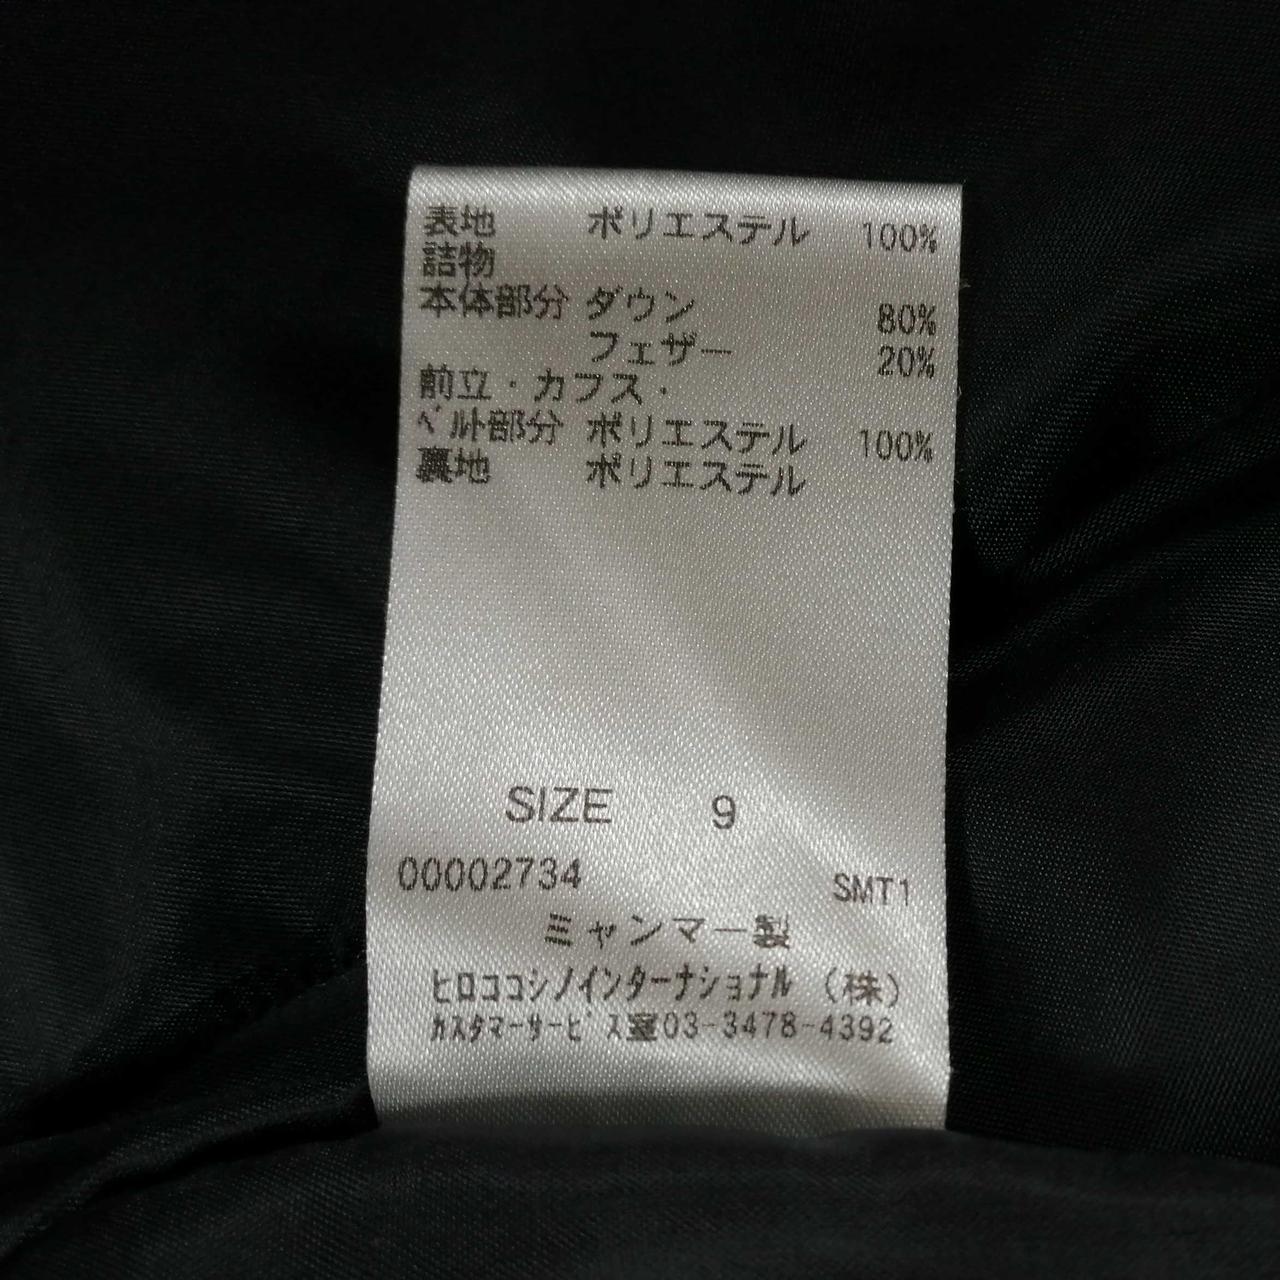 表地 ポリエステル 100%
詰物
本体部分 ダウン 80%
フェザー 20%
前立・カフス・
ﾍﾞﾙﾄ部分 ポリエステル 100%
裏地 ポリエステル
SIZE 9
00002734 SMT1
ミャンマー製
ﾋﾛｺｺｼﾉｲﾝﾀｰﾅｼｮﾅﾙ (株)
ｶｽﾀﾏｰｻｰﾋﾞｽ室03-3478-4392